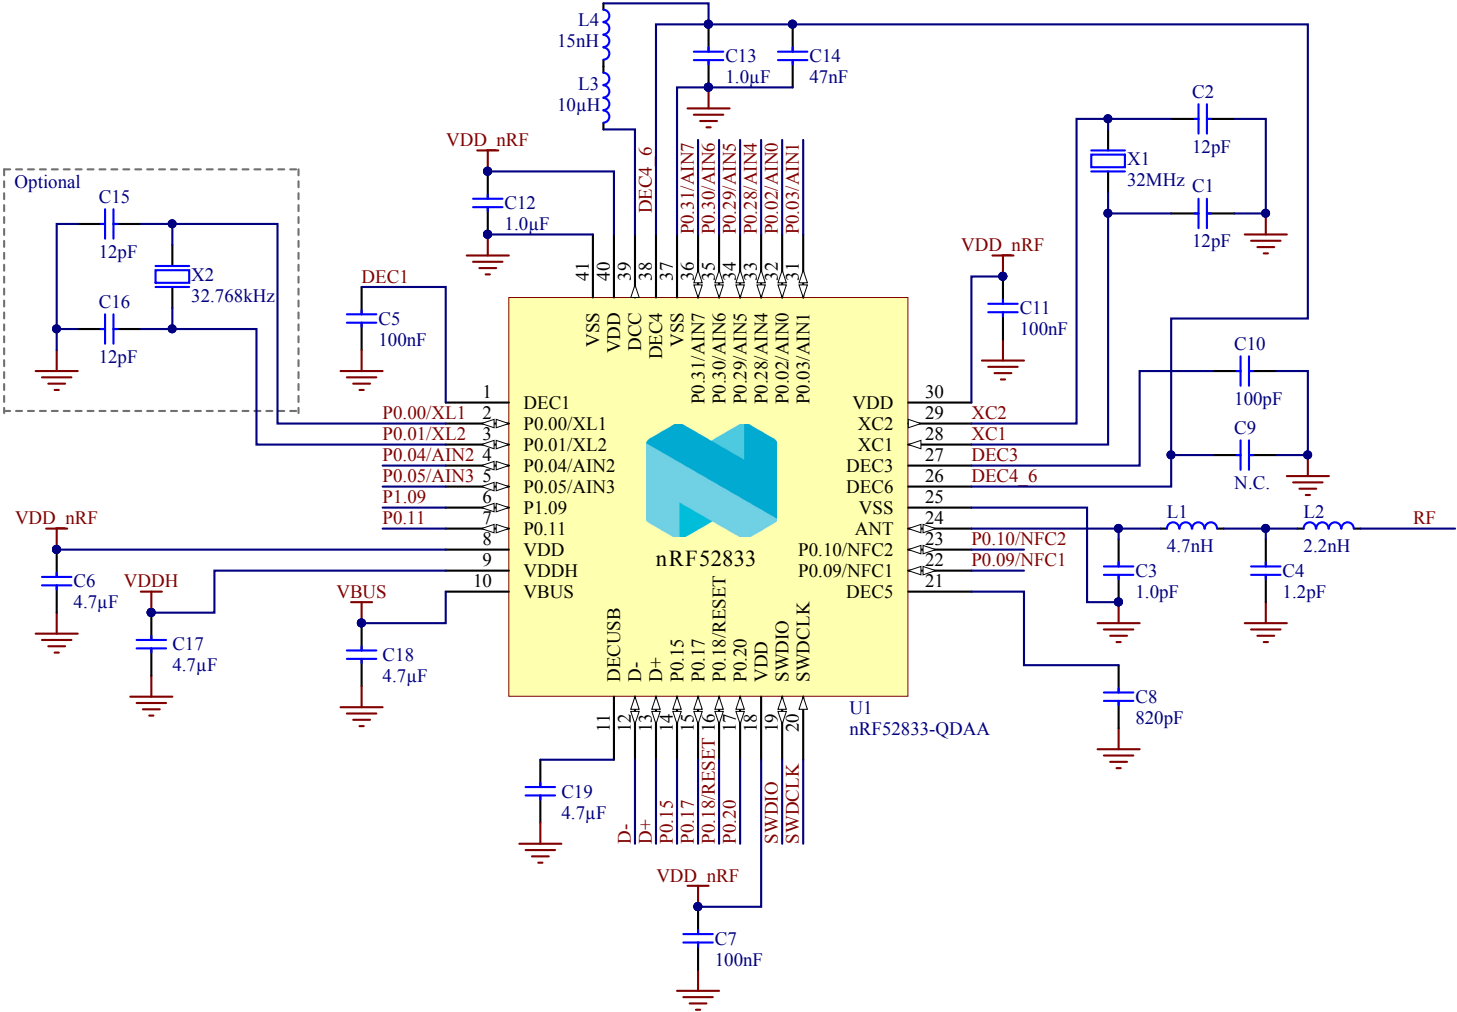 L4
15nH
L3
10µH
C13
1.0µF
C14
47nF
C2
12pF
X1
32MHz
C1
12pF
VDD_nRF
C12
1.0µF
DEC4_6
P0.31/AIN7
P0.30/AIN6
P0.29/AIN5
P0.28/AIN4
P0.02/AIN0
P0.03/AIN1
Optional
C15
12pF
X2
32.768kHz
C16
12pF
DEC1
C5
100nF
VDD_nRF
C11
100nF
41
40
39
38
37
36
35
34
33
32
31
VSS
VDD
DCC
DEC4
VSS
P0.31/AIN7
P0.30/AIN6
P0.29/AIN5
P0.28/AIN4
P0.02/AIN0
P0.03/AIN1
C10
100pF
C9
N.C.
1
DEC1
P0.00/XL1
2
P0.00/XL1
P0.01/XL2
3
P0.01/XL2
P0.04/AIN2
4
P0.04/AIN2
P0.05/AIN3
5
P0.05/AIN3
P1.09
6
P1.09
P0.11
7
P0.11
8
VDD
9
VDDH
10
VBUS
VDD
30
XC2
29
XC2
XC1
28
XC1
DEC3
27
DEC3
DEC6
26
DEC4_6
VSS
25
ANT
24
P0.10/NFC2
23
P0.10/NFC2
P0.09/NFC1
22
P0.09/NFC1
DEC5
21
nRF52833
L1
4.7nH
L2
2.2nH
RF
C3
1.0pF
C4
1.2pF
VDD_nRF
C6
4.7µF
VDDH
C17
4.7µF
VBUS
C18
4.7µF
DECUSB
D-
D+
P0.15
P0.17
P0.18/RESET
P0.20
VDD
SWDIO
SWDCLK
11
12
13
14
15
16
17
18
19
20
U1
nRF52833-QDAA
C8
820pF
C19
4.7µF
D-
D+
P0.15
P0.17
P0.18/RESET
P0.20
SWDIO
SWDCLK
VDD_nRF
C7
100nF